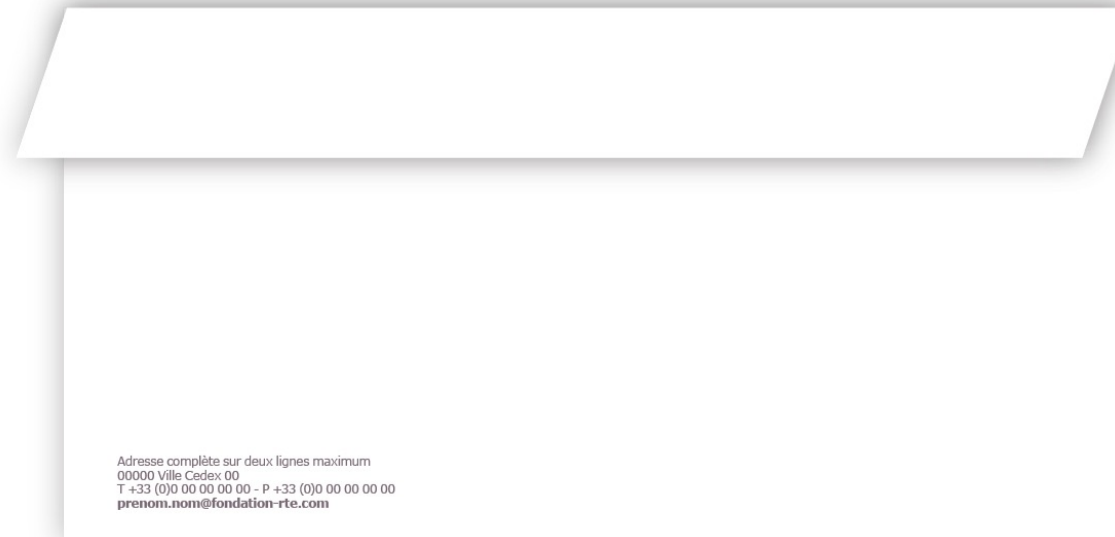 Adresse complète sur deux lignes maximum
00000 Ville Cedex 00
T +33 (0)0 00 00 00 00 - P +33 (0)0 00 00 00 00
prenom.nom@fondation-rte.com